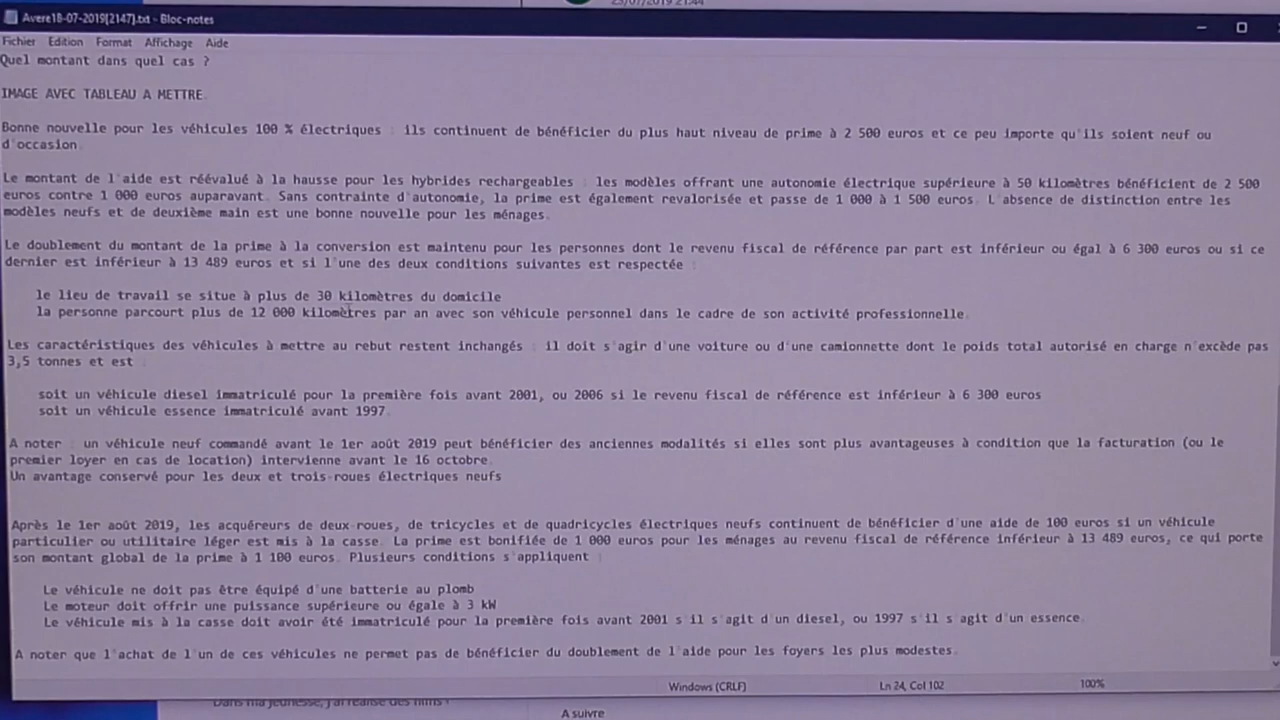 23/07/2019 21:44
Avere18-07-2019[2147].txt - Bloc-notes
Fichier Edition Format Affichage Aide
Quel montant dans quel cas ?
IMAGE AVEC TABLEAU A METTRE.
Bonne nouvelle pour les véhicules 100 % électriques : ils continuent de bénéficier du plus haut niveau de prime à 2 500 euros et ce peu importe qu'ils soient neuf ou
d'occasion.
Le montant de l'aide est réévalué à la hausse pour les hybrides rechargeables : les modèles offrant une autonomie électrique supérieure à 50 kilomètres bénéficient de 2 500
euros contre 1 000 euros auparavant. Sans contrainte d'autonomie, la prime est également revalorisée et passe de 1 000 à 1 500 euros. L'absence de distinction entre les
modèles neufs et de deuxième main est une bonne nouvelle pour les ménages.
Le doublement du montant de la prime à la conversion est maintenu pour les personnes dont le revenu fiscal de référence par part est inférieur ou égal à 6 300 euros ou si ce
dernier est inférieur à 13 489 euros et si l'une des deux conditions suivantes est respectée :
le lieu de travail se situe à plus de 30 kilomètres du domicile
la personne parcourt plus de 12 000 kilomètres par an avec son véhicule personnel dans le cadre de son activité professionnelle.
Les caractéristiques des véhicules à mettre au rebut restent inchangés : il doit s'agir d'une voiture ou d'une camionnette dont le poids total autorisé en charge n'excède pas
3,5 tonnes et est :
soit un véhicule diesel immatriculé pour la première fois avant 2001, ou 2006 si le revenu fiscal de référence est inférieur à 6 300 euros
soit un véhicule essence immatriculé avant 1997.
A noter : un véhicule neuf commandé avant le 1er août 2019 peut bénéficier des anciennes modalités si elles sont plus avantageuses à condition que la facturation (ou le
premier loyer en cas de location) intervienne avant le 16 octobre.
Un avantage conservé pour les deux et trois-roues électriques neufs
Après le 1er août 2019, les acquéreurs de deux-roues, de tricycles et de quadricycles électriques neufs continuent de bénéficier d'une aide de 100 euros si un véhicule
particulier ou utilitaire léger est mis à la casse. La prime est bonifiée de 1 000 euros pour les ménages au revenu fiscal de référence inférieur à 13 489 euros, ce qui porte
son montant global de la prime à 1 100 euros. Plusieurs conditions s'appliquent :
Le véhicule ne doit pas être équipé d'une batterie au plomb
Le moteur doit offrir une puissance supérieure ou égale à 3 kW
Le véhicule mis à la casse doit avoir été immatriculé pour la première fois avant 2001 s'il s'agit d'un diesel, ou 1997 s'il s'agit d'un essence.
A noter que l'achat de l'un de ces véhicules ne permet pas de bénéficier du doublement de l'aide pour les foyers les plus modestes.
Windows (CRLF) Ln 24, Col 102 100%
Dans ma jeunesse, j'ai réalisé des films !
A suivre